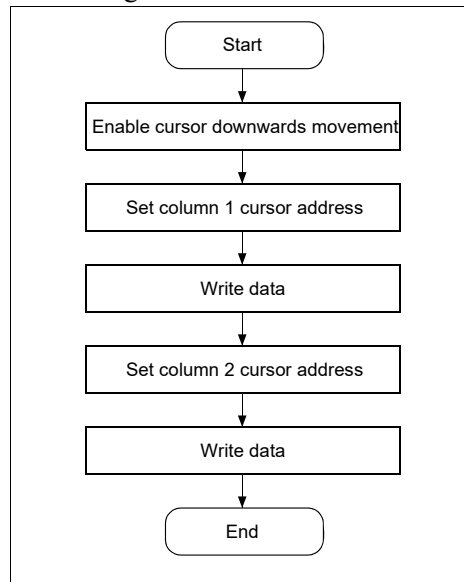 Start
Enable cursor downwards movement
Set column 1 cursor address
Write data
Set column 2 cursor address
Write data
End